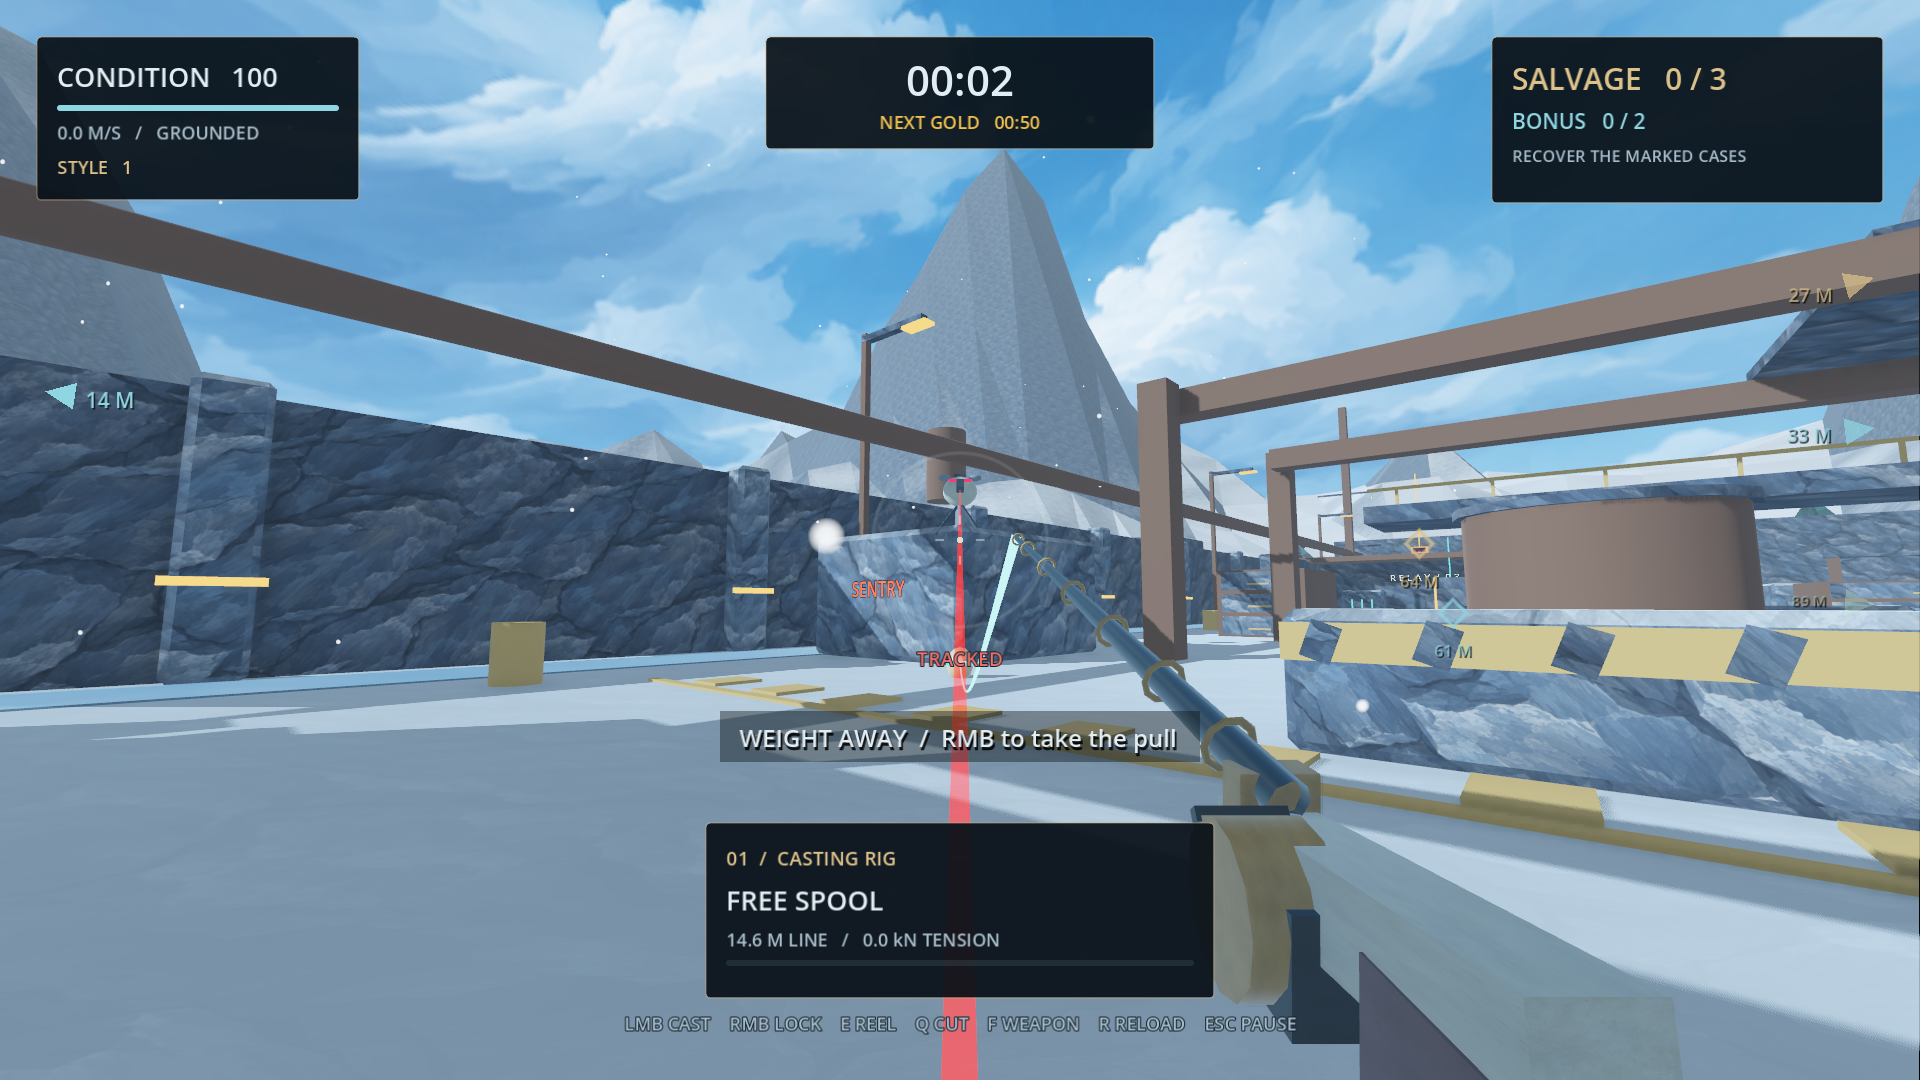 CONDITION 100
0.0 M/S / GROUNDED
STYLE 1
00:02
NEXT GOLD 00:50
SALVAGE 0 / 3
BONUS 0 / 2
RECOVER THE MARKED CASES
27 M
14 M
33 M
64 M
89 M
SENTRY
61 M
TRACKED
WEIGHT AWAY / RMB to take the pull
01 / CASTING RIG
FREE SPOOL
14.6 M LINE / 0.0 kN TENSION
LMB CAST RMB LOCK E REEL Q CUT F WEAPON R RELOAD ESC PAUSE